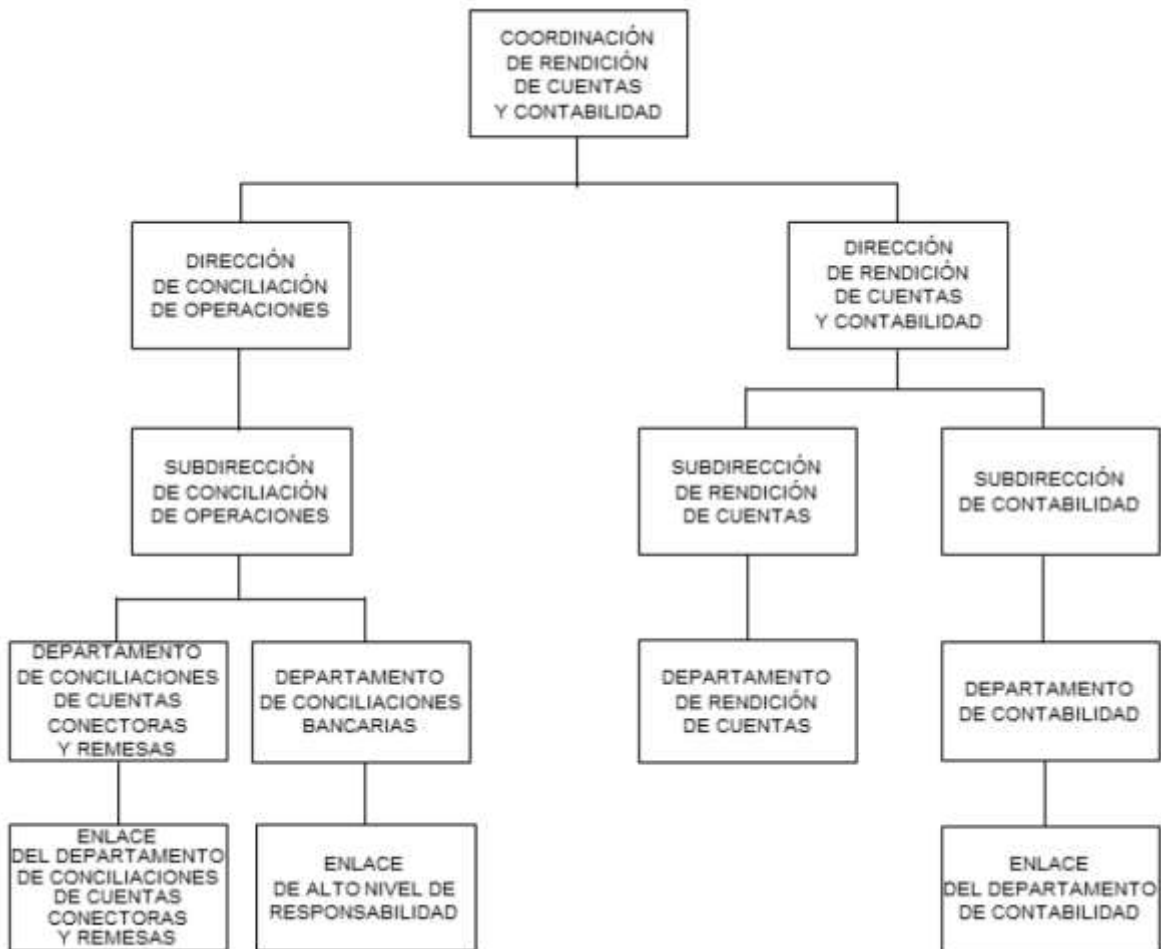 COORDINACIÓN
DE RENDICIÓN
DE CUENTAS
Y CONTABILIDAD
DIRECCIÓN
DE CONCILIACIÓN
DE OPERACIONES
DIRECCIÓN
DE RENDICIÓN
DE CUENTAS
Y CONTABILIDAD
SUBDIRECCIÓN
DE CONCILIACIÓN
DE OPERACIONES
SUBDIRECCIÓN
DE RENDICIÓN
DE CUENTAS
SUBDIRECCIÓN
DE CONTABILIDAD
DEPARTAMENTO
DE CONCILIACIONES
DE CUENTAS
CONECTORAS
Y REMESAS
DEPARTAMENTO
DE CONCILIACIONES
BANCARIAS
DEPARTAMENTO
DE RENDICIÓN
DE CUENTAS
DEPARTAMENTO
DE CONTABILIDAD
ENLACE
DEL DEPARTAMENTO
DE CONCILIACIONES
DE CUENTAS
CONECTORAS
Y REMESAS
ENLACE
DE ALTO NIVEL DE
RESPONSABILIDAD
ENLACE
DEL DEPARTAMENTO
DE CONTABILIDAD